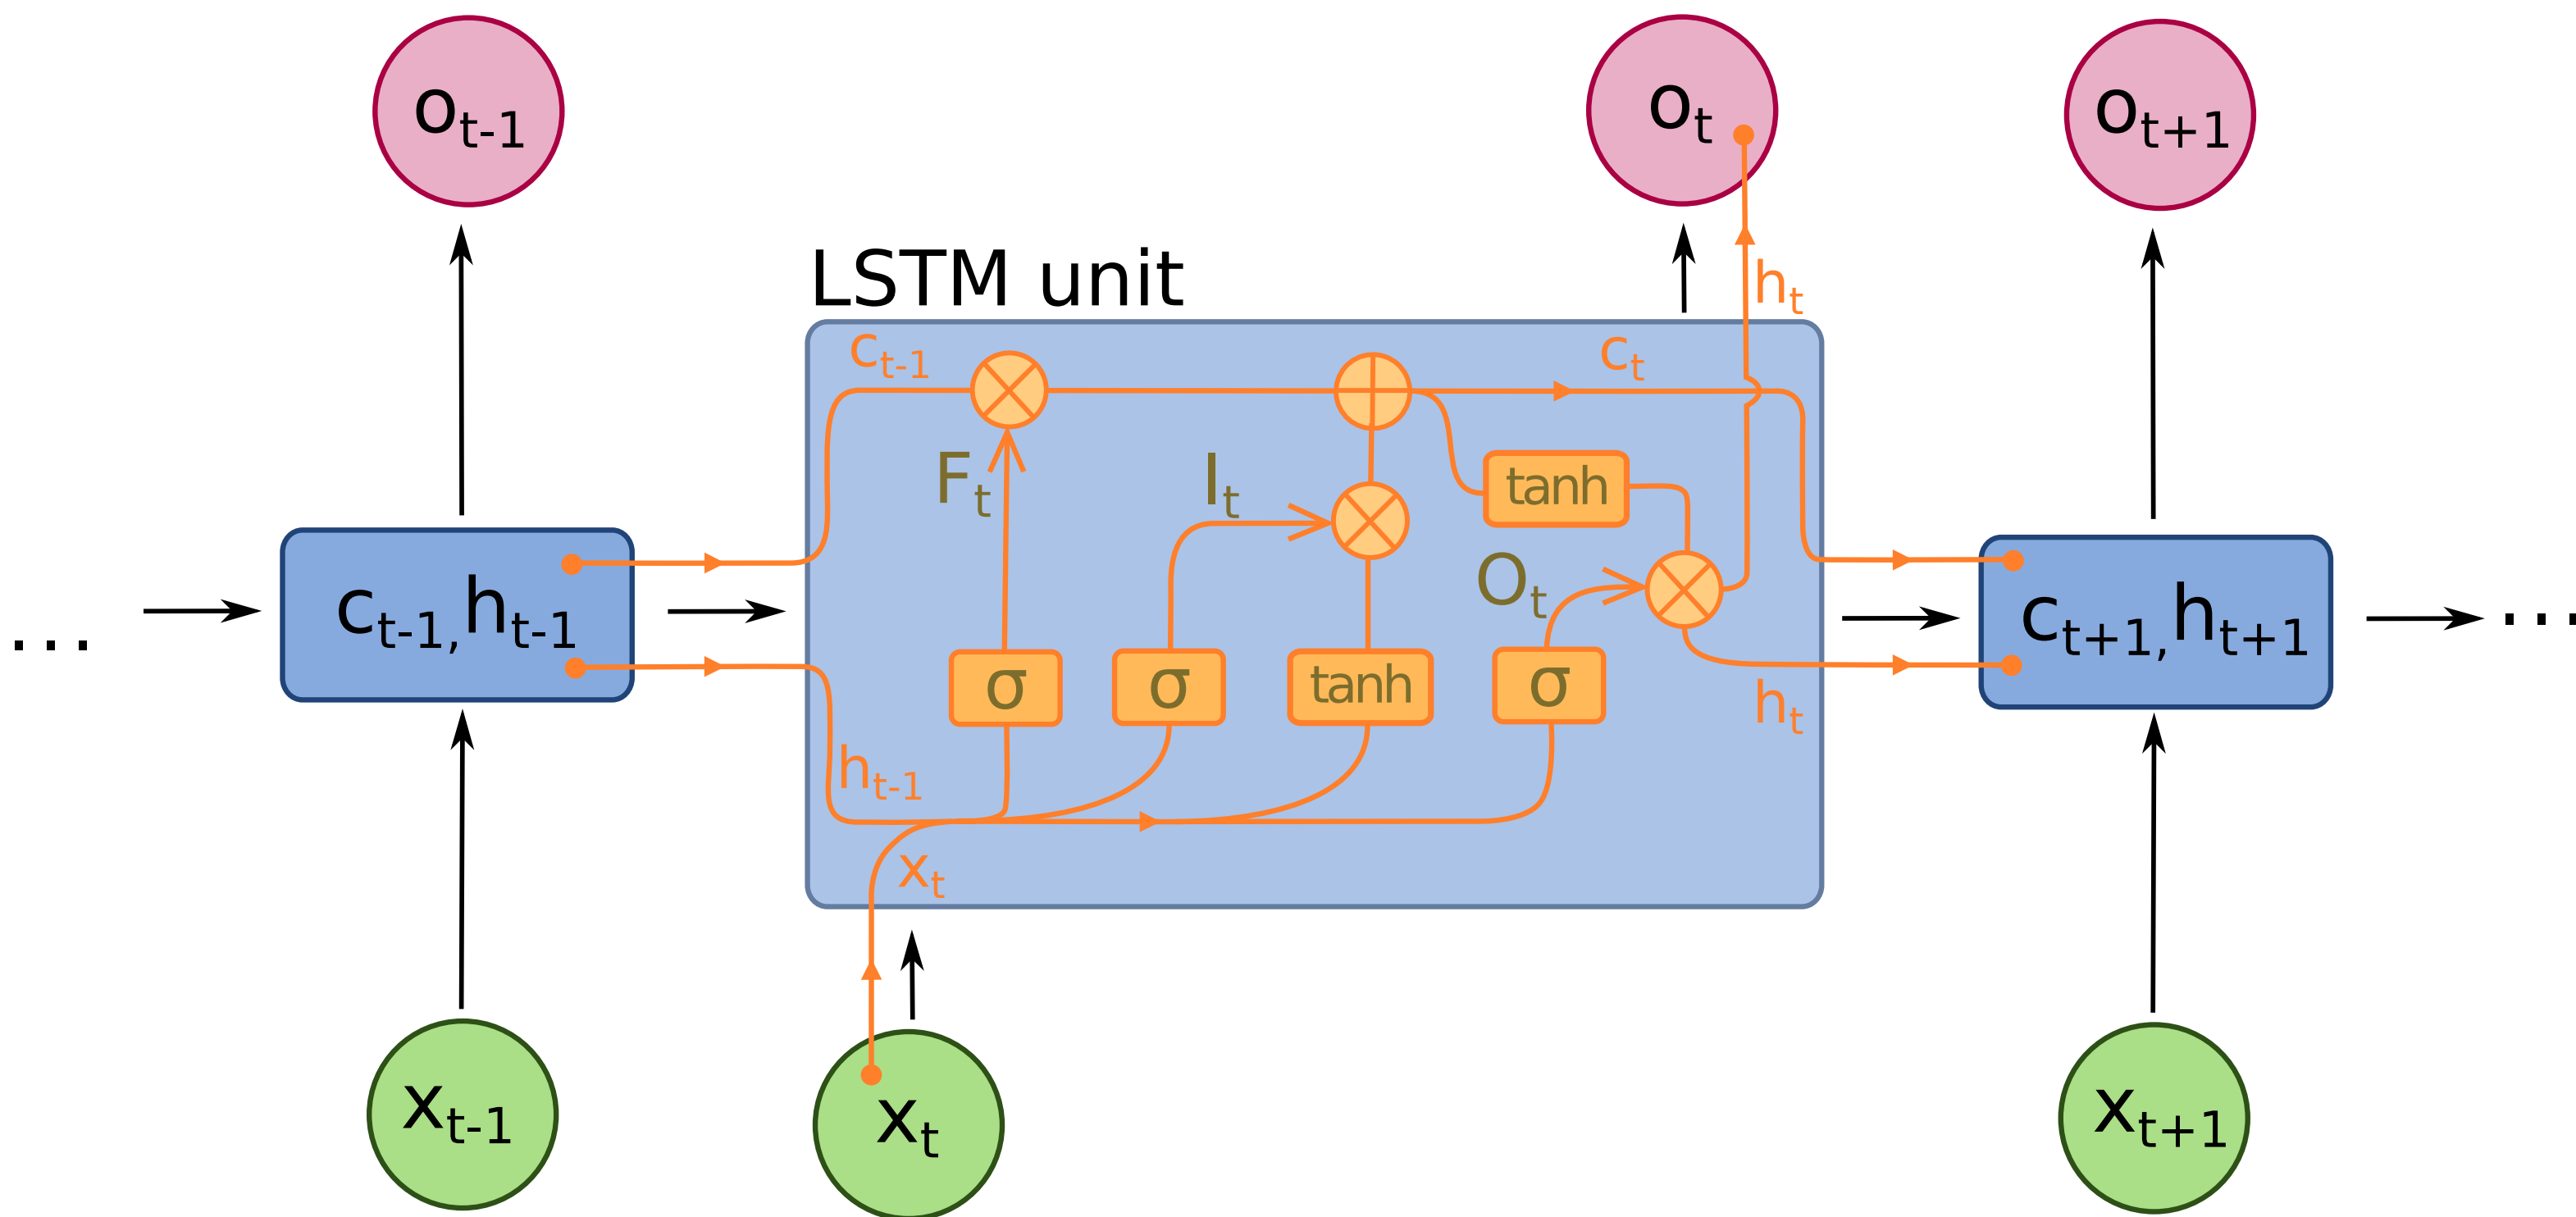 o_t-1
o_t
o_t+1
LSTM unit
h_t
c_t-1
c_t
F_t
I_t
tanh
O_t
...
c_t-1,h_t-1
c_t+1,h_t+1
...
σ
σ
tanh
σ
h_t
h_t-1
x_t
x_t-1
x_t
x_t+1